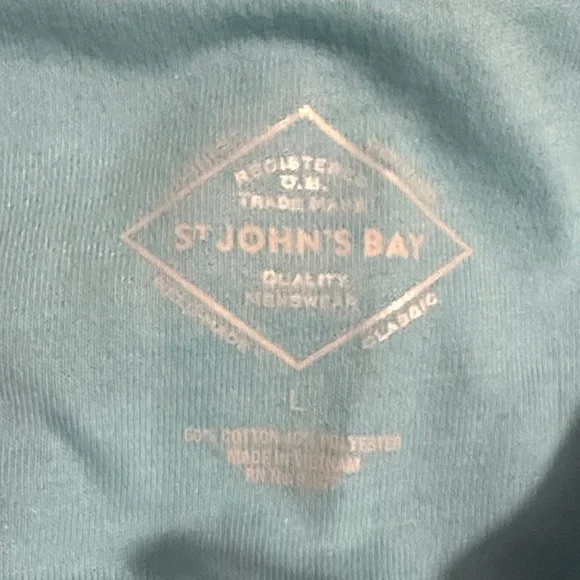 REGISTERED
U.S.
TRADE MARK
ST JOHN'S BAY
QUALITY
MENSWEAR
CLASSIC
L
60% COTTON 40% POLYESTER
MADE IN VIETNAM